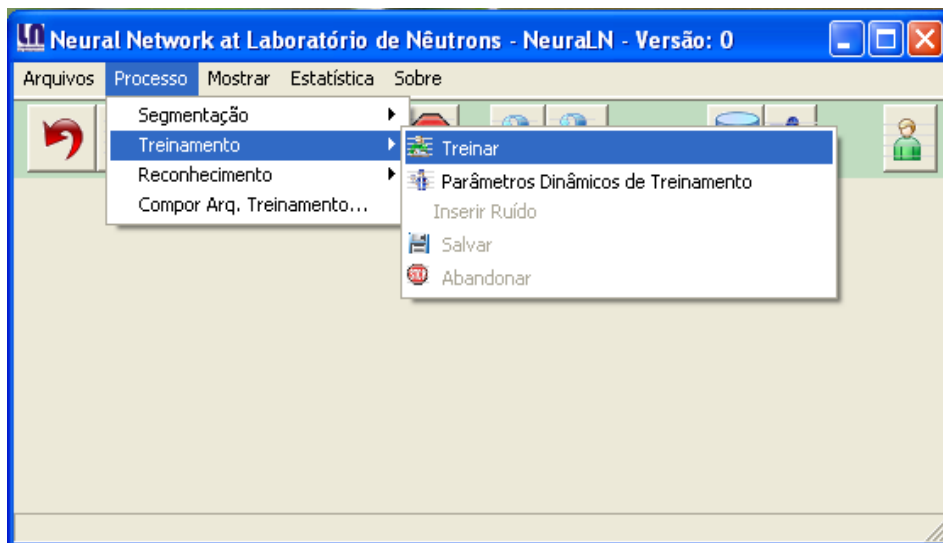 Neural Network at Laboratório de Nêutrons - NeuraLN - Versão: 0
Arquivos Processo Mostrar Estatística Sobre
Segmentação
Treinamento
Reconhecimento
Compor Arq. Treinamento...
Treinar
Parâmetros Dinâmicos de Treinamento
Inserir Ruído
Salvar
Abandonar